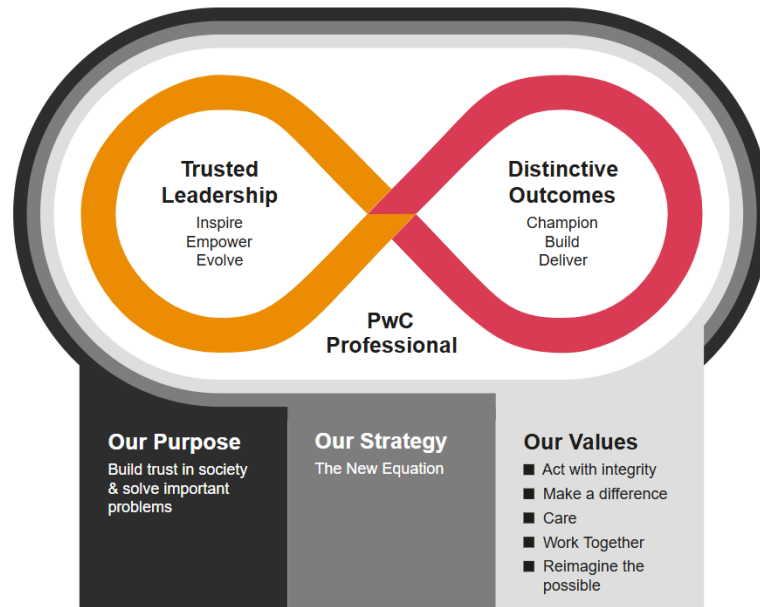 Trusted
Leadership
Inspire
Empower
Evolve
Distinctive
Outcomes
Champion
Build
Deliver
PwC
Professional
Our Purpose
Build trust in society
& solve important
problems
Our Strategy
The New Equation
Our Values
Act with integrity
Make a difference
Care
Work Together
Reimagine the
possible